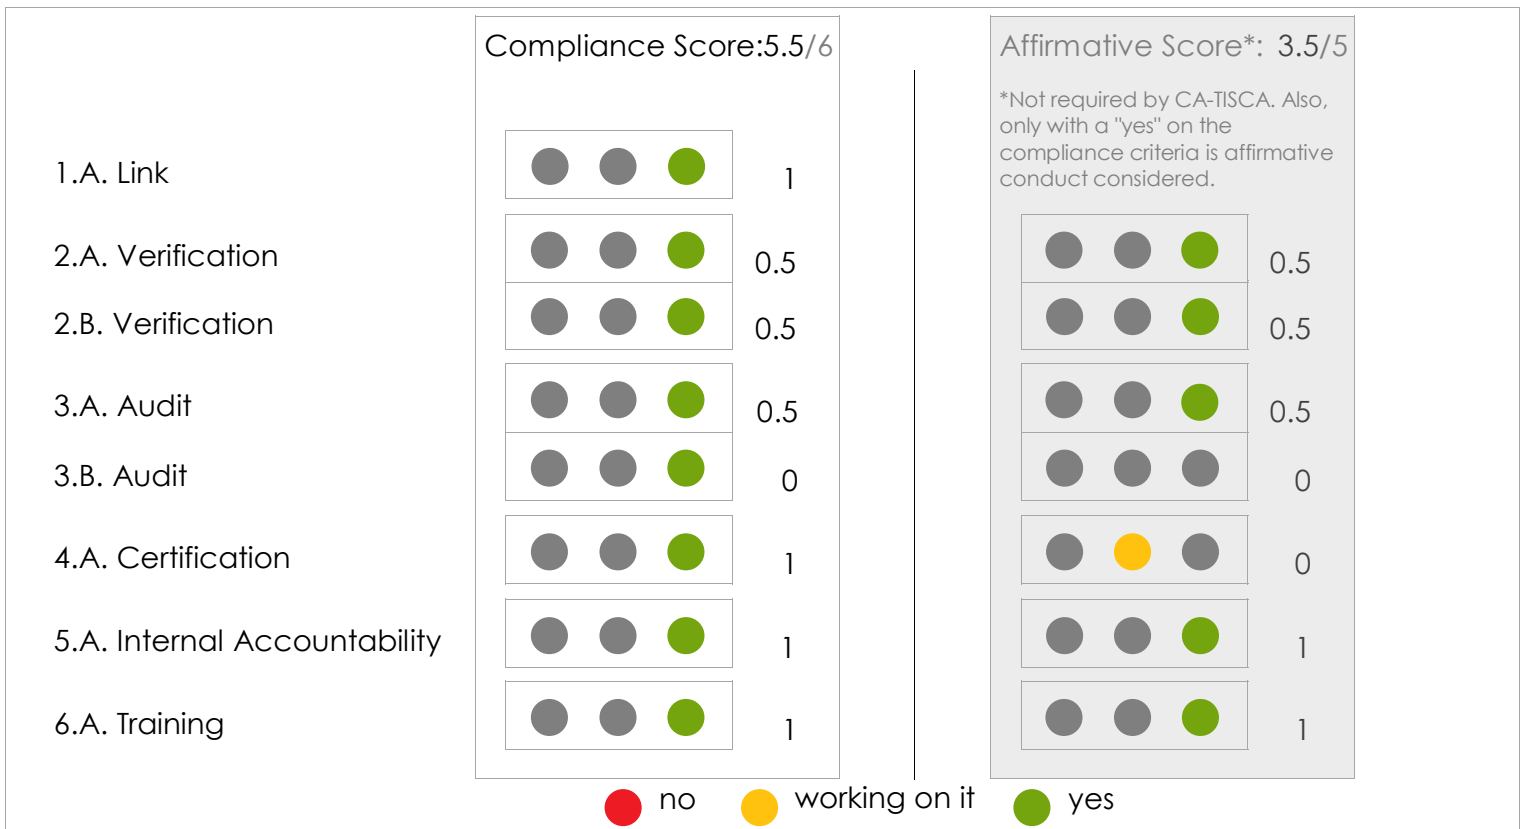 Compliance Score:5.5/6
Affirmative Score*: 3.5/5
*Not required by CA-TISCA. Also,
only with a "yes" on the
compliance criteria is affirmative
conduct considered.
1.A. Link 1
2.A. Verification 0.5 0.5
2.B. Verification 0.5 0.5
3.A. Audit 0.5 0.5
3.B. Audit 0 0
4.A. Certification 1 0
5.A. Internal Accountability 1 1
6.A. Training 1 1
no working on it yes